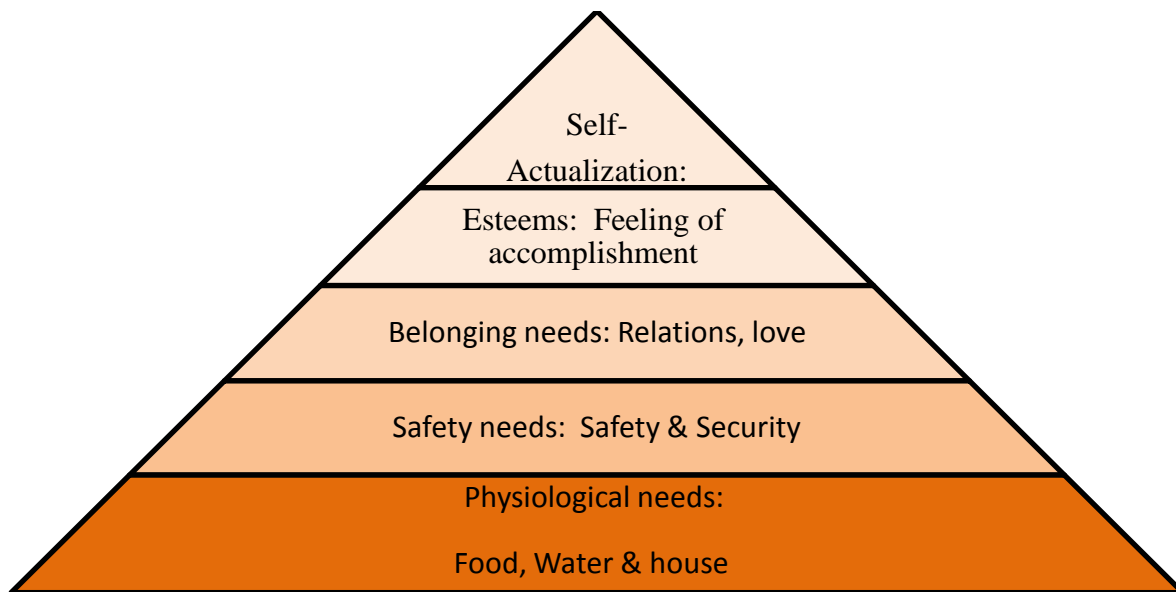 Self-
Actualization:
Esteems: Feeling of
accomplishment
Belonging needs: Relations, love
Safety needs: Safety & Security
Physiological needs:
Food, Water & house